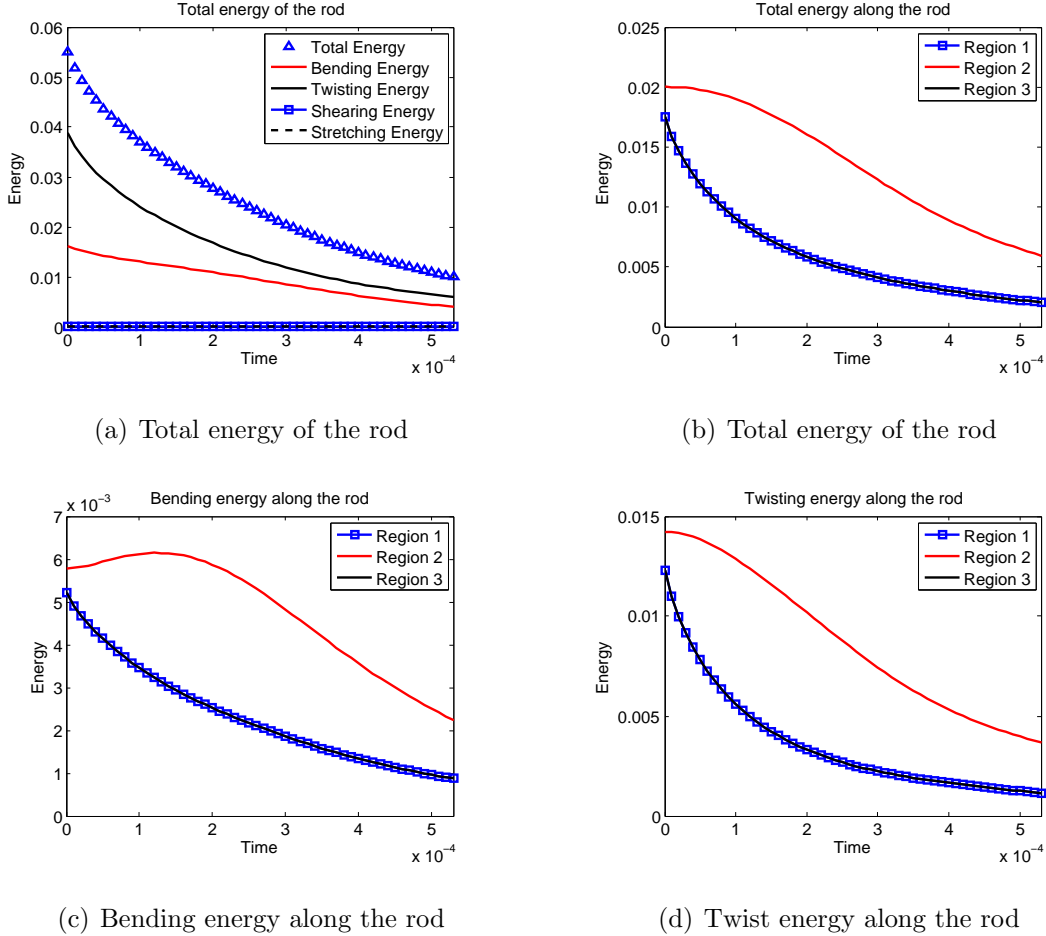 Total energy of the rod
0.06
0.05
0.04
0.03
0.02
0.01
0
Energy
Total Energy
Bending Energy
Twisting Energy
Shearing Energy
Stretching Energy
0 1 2 3 4 5
Time
x 10⁻⁴
(a) Total energy of the rod
Total energy along the rod
0.025
0.02
0.015
0.01
0.005
0
Energy
Region 1
Region 2
Region 3
0 1 2 3 4 5
Time
x 10⁻⁴
(b) Total energy of the rod
Bending energy along the rod
x 10⁻³
7
6
5
4
3
2
1
0
Energy
Region 1
Region 2
Region 3
0 1 2 3 4 5
Time
x 10⁻⁴
(c) Bending energy along the rod
Twisting energy along the rod
0.015
0.01
0.005
0
Energy
Region 1
Region 2
Region 3
0 1 2 3 4 5
Time
x 10⁻⁴
(d) Twist energy along the rod